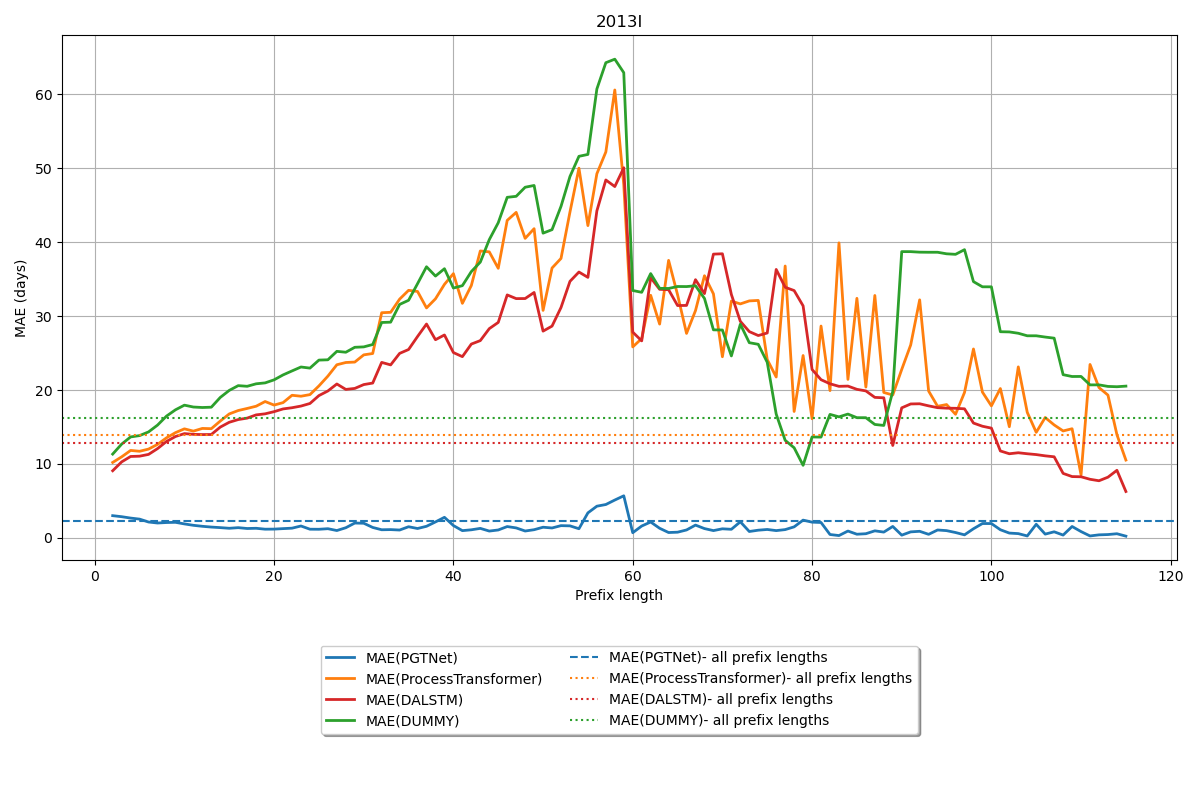 2013I
MAE (days)
60
50
40
30
20
10
0
0 20 40 60 80 100 120
Prefix length
MAE(PGTNet)
MAE(ProcessTransformer)
MAE(DALSTM)
MAE(DUMMY)
MAE(PGTNet)- all prefix lengths
MAE(ProcessTransformer)- all prefix lengths
MAE(DALSTM)- all prefix lengths
MAE(DUMMY)- all prefix lengths